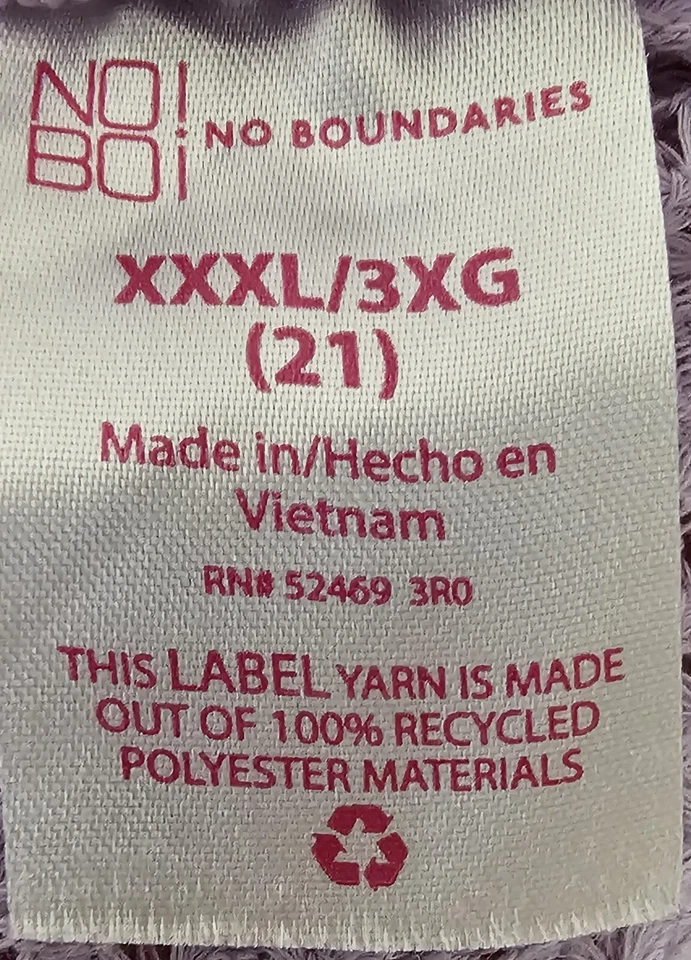 NO!
BO¡
NO BOUNDARIES
XXXL/3XG
(21)
Made in/Hecho en
Vietnam
RN# 52469 3R0
THIS LABEL YARN IS MADE
OUT OF 100% RECYCLED
POLYESTER MATERIALS